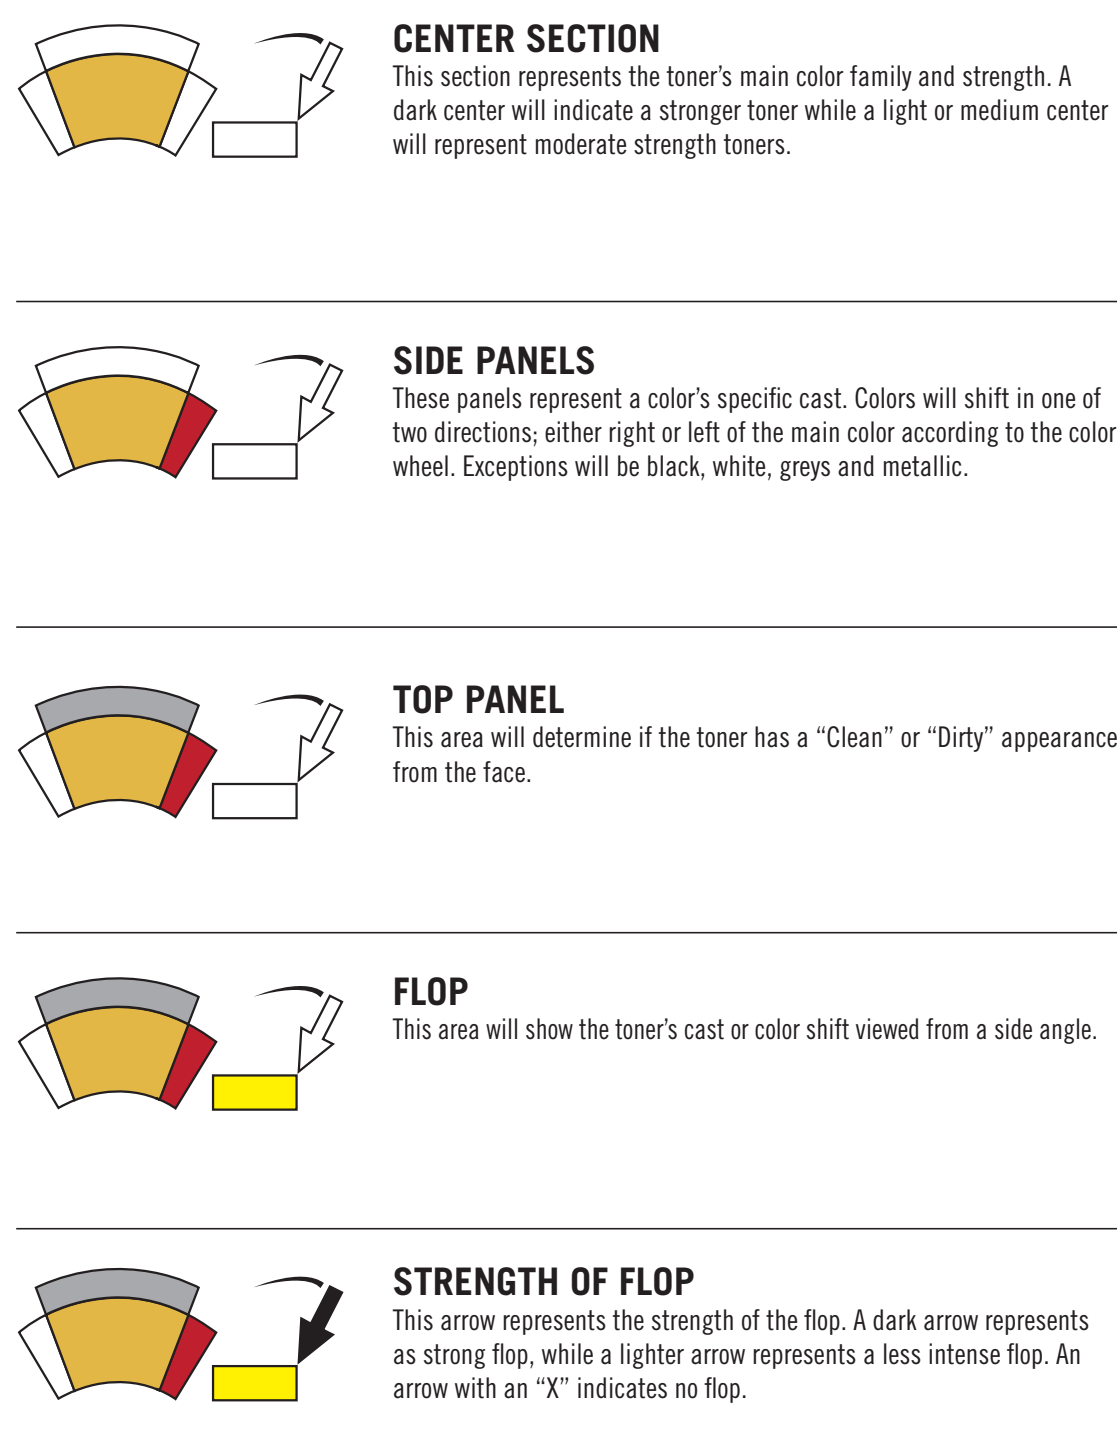 CENTER SECTION
This section represents the toner’s main color family and strength. A
dark center will indicate a stronger toner while a light or medium center
will represent moderate strength toners.
SIDE PANELS
These panels represent a color’s specific cast. Colors will shift in one of
two directions; either right or left of the main color according to the color
wheel. Exceptions will be black, white, greys and metallic.
TOP PANEL
This area will determine if the toner has a “Clean” or “Dirty” appearance
from the face.
FLOP
This area will show the toner’s cast or color shift viewed from a side angle.
STRENGTH OF FLOP
This arrow represents the strength of the flop. A dark arrow represents
as strong flop, while a lighter arrow represents a less intense flop. An
arrow with an “X” indicates no flop.